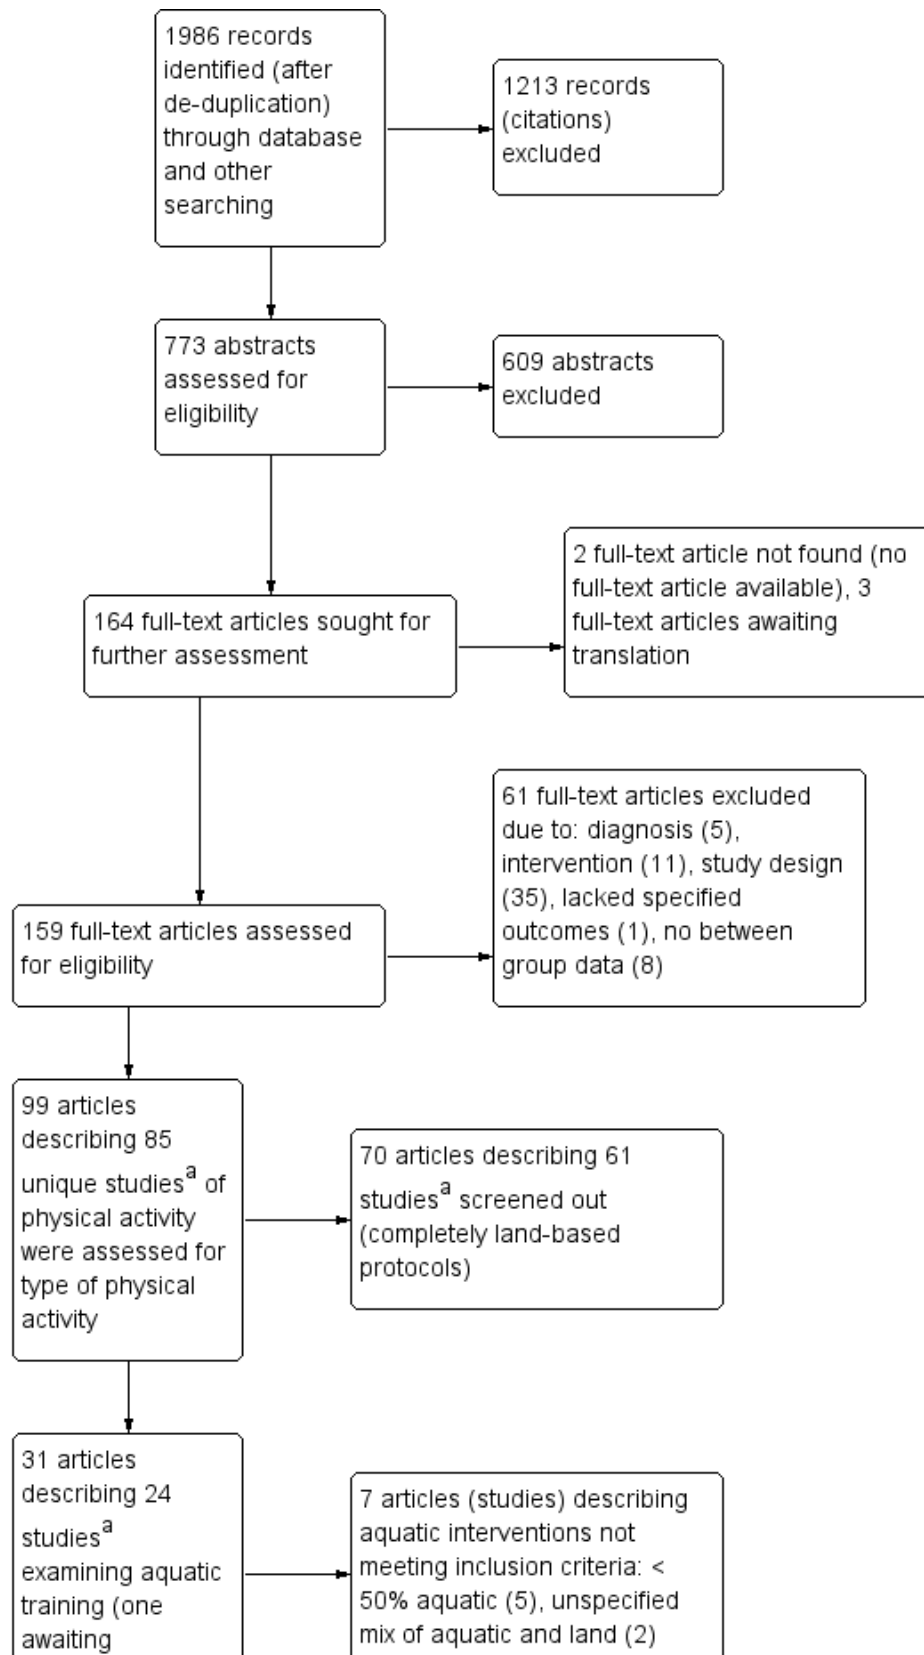 1986 records
identified (after
de-duplication)
through database
and other
searching
1213 records
(citations)
excluded
773 abstracts
assessed for
eligibility
609 abstracts
excluded
164 full-text articles sought for
further assessment
2 full-text article not found (no
full-text article available), 3
full-text articles awaiting
translation
159 full-text articles assessed
for eligibility
61 full-text articles excluded
due to: diagnosis (5),
intervention (11), study design
(35), lacked specified
outcomes (1), no between
group data (8)
99 articles
describing 85
unique studiesᵃ of
physical activity
were assessed for
type of physical
activity
70 articles describing 61
studiesᵃ screened out
(completely land-based
protocols)
31 articles
describing 24
studiesᵃ
examining aquatic
training (one
awaiting
7 articles (studies) describing
aquatic interventions not
meeting inclusion criteria: <
50% aquatic (5), unspecified
mix of aquatic and land (2)